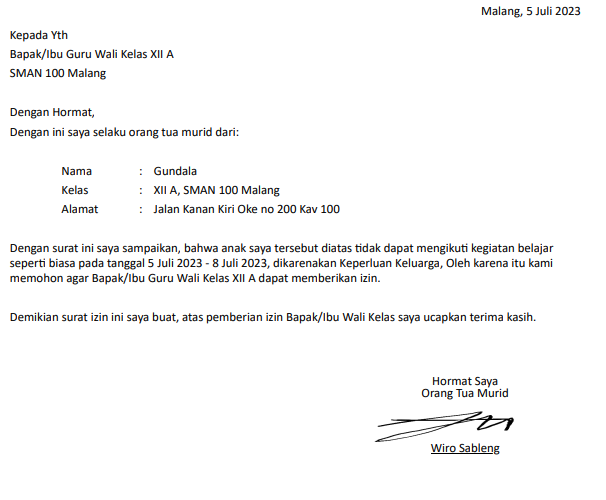 Malang, 5 Juli 2023
Kepada Yth
Bapak/Ibu Guru Wali Kelas XII A
SMAN 100 Malang
Dengan Hormat,
Dengan ini saya selaku orang tua murid dari:
Nama : Gundala
Kelas : XII A, SMAN 100 Malang
Alamat : Jalan Kanan Kiri Oke no 200 Kav 100
Dengan surat ini saya sampaikan, bahwa anak saya tersebut diatas tidak dapat mengikuti kegiatan belajar
seperti biasa pada tanggal 5 Juli 2023 - 8 Juli 2023, dikarenakan Keperluan Keluarga, Oleh karena itu kami
memohon agar Bapak/Ibu Guru Wali Kelas XII A dapat memberikan izin.
Demikian surat izin ini saya buat, atas pemberian izin Bapak/Ibu Wali Kelas saya ucapkan terima kasih.
Hormat Saya
Orang Tua Murid
Wiro Sableng